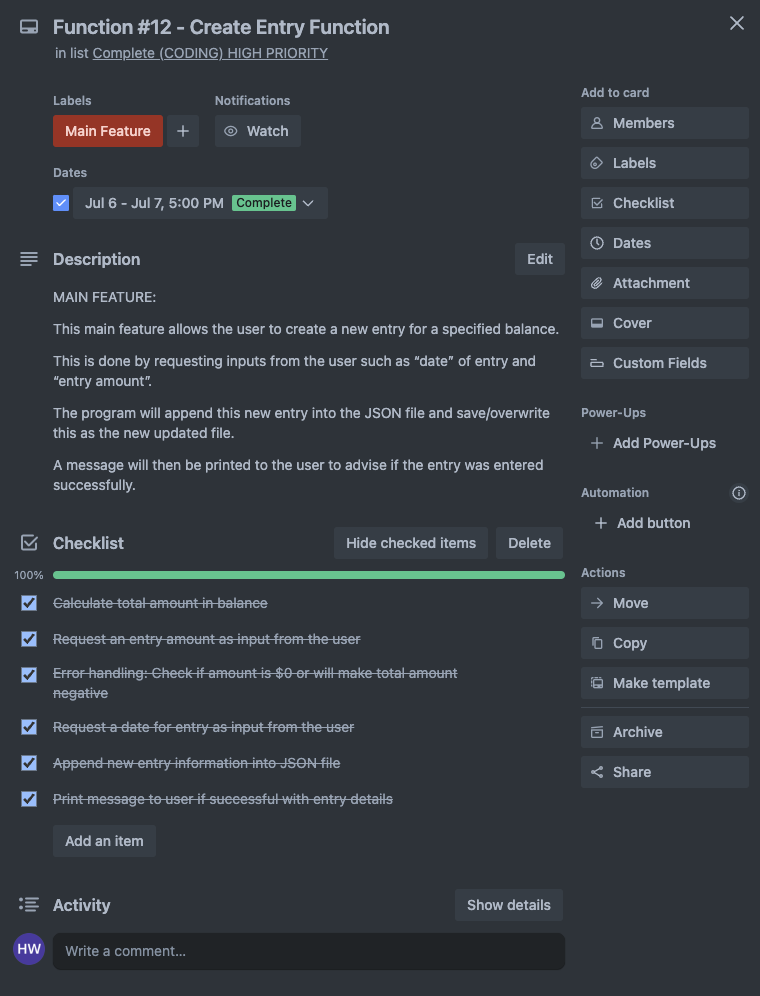 Function #12 - Create Entry Function
in list Complete (CODING) HIGH PRIORITY
Labels
Main Feature
Notifications
Watch
Dates
Jul 6 - Jul 7, 5:00 PM Complete
Description
Edit
MAIN FEATURE:
This main feature allows the user to create a new entry for a specified balance.
This is done by requesting inputs from the user such as “date” of entry and
“entry amount”.
The program will append this new entry into the JSON file and save/overwrite
this as the new updated file.
A message will then be printed to the user to advise if the entry was entered
successfully.
Checklist
Hide checked items
Delete
100%
Calculate total amount in balance
Request an entry amount as input from the user
Error handling: Check if amount is $0 or will make total amount
negative
Request a date for entry as input from the user
Append new entry information into JSON file
Print message to user if successful with entry details
Add an item
Activity
Show details
HW
Write a comment…
Add to card
Members
Labels
Checklist
Dates
Attachment
Cover
Custom Fields
Power-Ups
Add Power-Ups
Automation
Add button
Actions
Move
Copy
Make template
Archive
Share